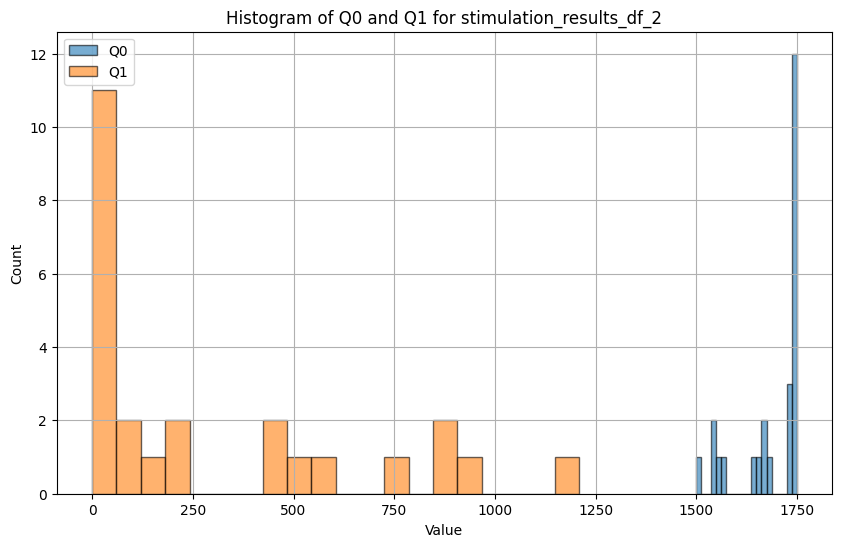 Histogram of Q0 and Q1 for stimulation_results_df_2
Q0
Q1
12
10
8
6
4
2
0
Count
0 250 500 750 1000 1250 1500 1750
Value